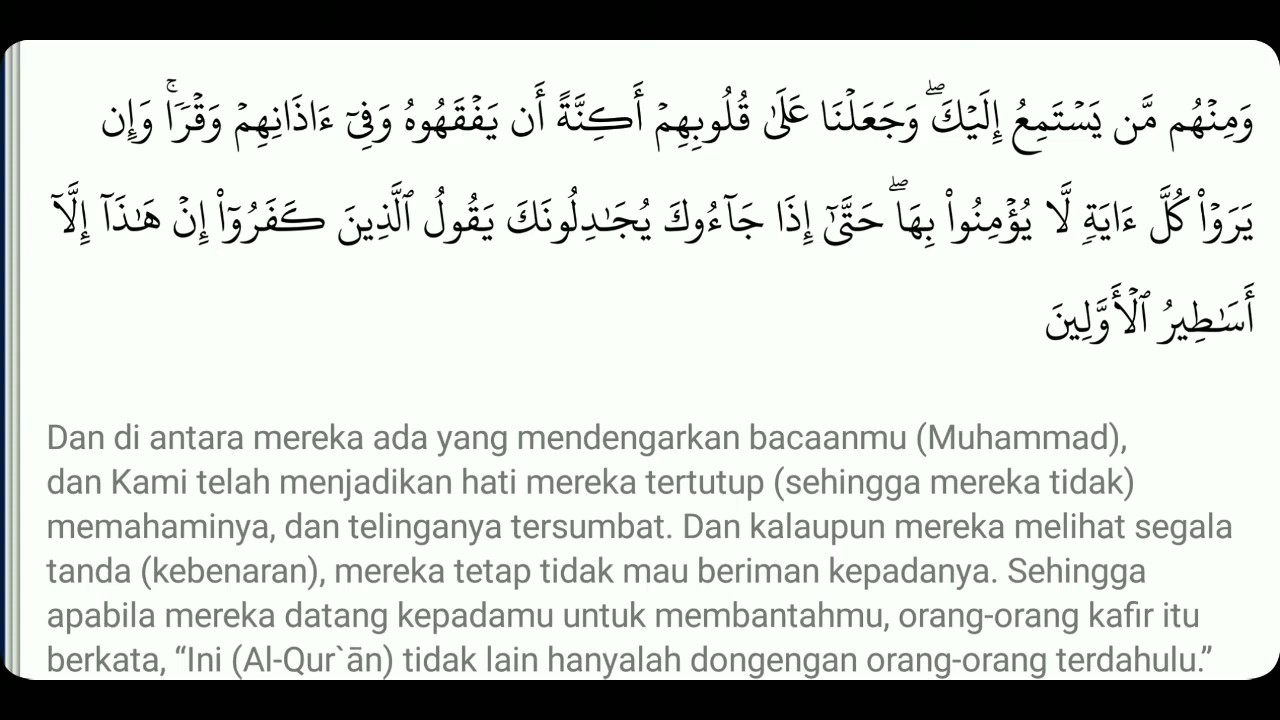 وَمِنۡهُم مَّن يَسۡتَمِعُ إِلَيۡكَۖ وَجَعَلۡنَا عَلَىٰ قُلُوبِهِمۡ أَكِنَّةً أَن يَفۡقَهُوهُ وَفِيٓ ءَاذَانِهِمۡ وَقۡرٗاۚ وَإِن
يَرَوۡاْ كُلَّ ءَايَةٖ لَّا يُؤۡمِنُواْ بِهَاۖ حَتَّىٰٓ إِذَا جَآءُوكَ يُجَٰدِلُونَكَ يَقُولُ ٱلَّذِينَ كَفَرُوٓاْ إِنۡ هَٰذَآ إِلَّآ
أَسَٰطِيرُ ٱلۡأَوَّلِينَ
Dan di antara mereka ada yang mendengarkan bacaanmu (Muhammad),
dan Kami telah menjadikan hati mereka tertutup (sehingga mereka tidak)
memahaminya, dan telinganya tersumbat. Dan kalaupun mereka melihat segala
tanda (kebenaran), mereka tetap tidak mau beriman kepadanya. Sehingga
apabila mereka datang kepadamu untuk membantahmu, orang-orang kafir itu
berkata, “Ini (Al-Qur`ān) tidak lain hanyalah dongengan orang-orang terdahulu.”